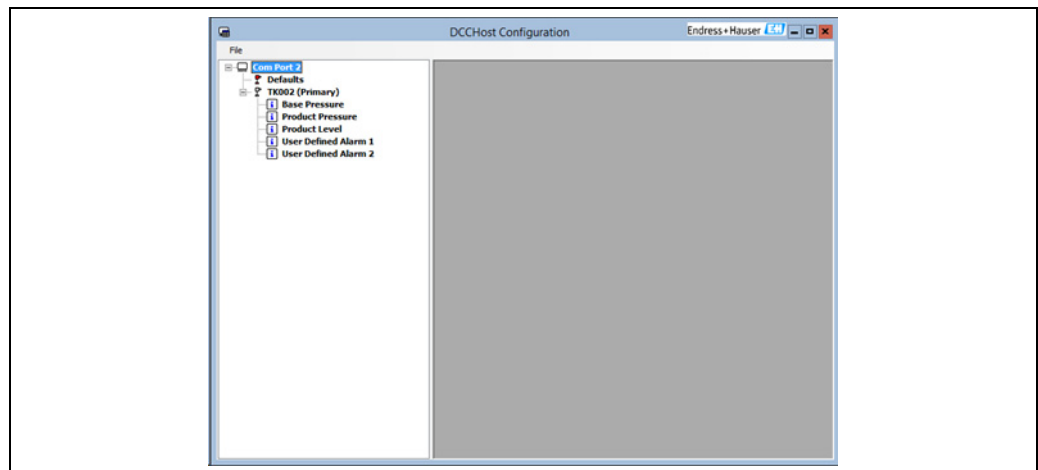 DCCHost Configuration
Endress+Hauser EH
File
Com Port 2
Defaults
TK002 (Primary)
Base Pressure
Product Pressure
Product Level
User Defined Alarm 1
User Defined Alarm 2